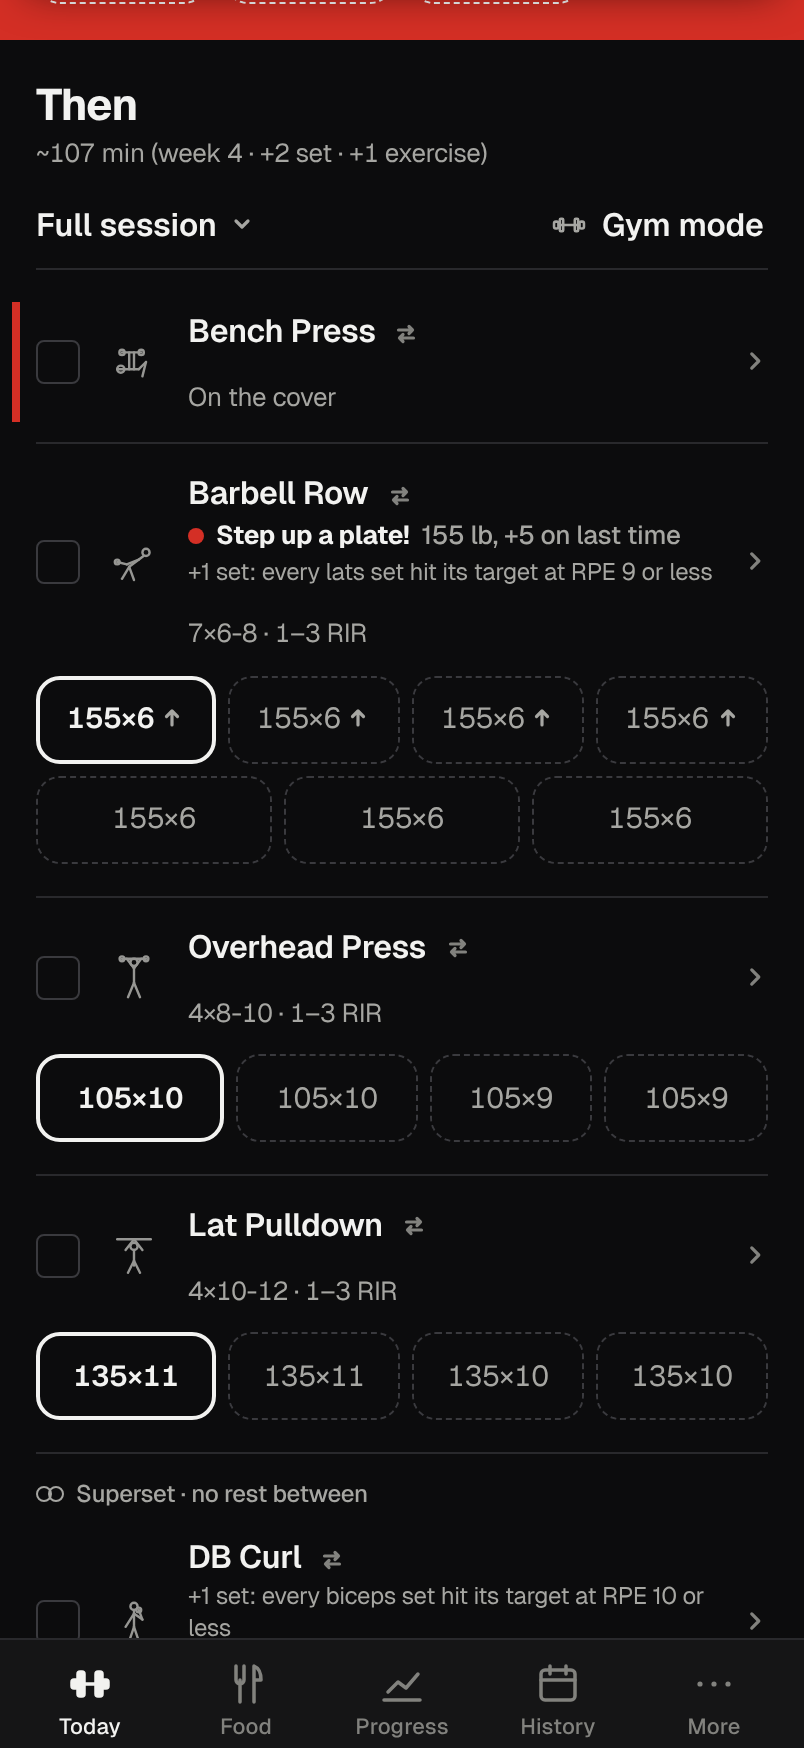 Then
~107 min (week 4 · +2 set · +1 exercise)
Full session
Gym mode
Bench Press
On the cover
Barbell Row
Step up a plate! 155 lb, +5 on last time
+1 set: every lats set hit its target at RPE 9 or less
7×6-8 · 1–3 RIR
155×6 ↑ 155×6 ↑ 155×6 ↑ 155×6 ↑
155×6 155×6 155×6
Overhead Press
4×8-10 · 1–3 RIR
105×10 105×10 105×9 105×9
Lat Pulldown
4×10-12 · 1–3 RIR
135×11 135×11 135×10 135×10
Superset · no rest between
DB Curl
+1 set: every biceps set hit its target at RPE 10 or
less
Today Food Progress History More